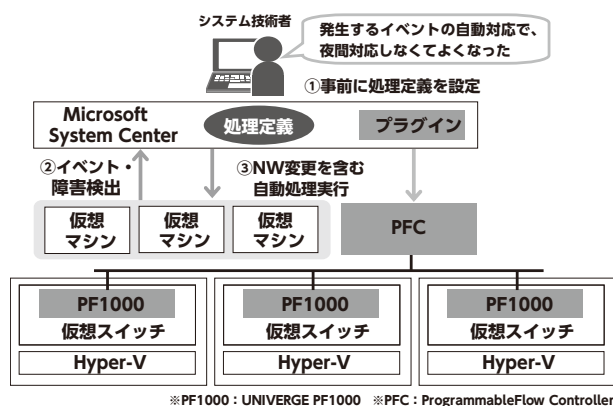 システム技術者
発生するイベントの自動対応で、
夜間対応しなくてよくなった
①事前に処理定義を設定
Microsoft
System Center
処理定義
プラグイン
②イベント・
障害検出
③NW変更を含む
自動処理実行
仮想
マシン
仮想
マシン
仮想
マシン
PFC
PF1000
仮想スイッチ
Hyper-V
PF1000
仮想スイッチ
Hyper-V
PF1000
仮想スイッチ
Hyper-V
※PF1000：UNIVERGE PF1000 ※PFC：ProgrammableFlow Controller